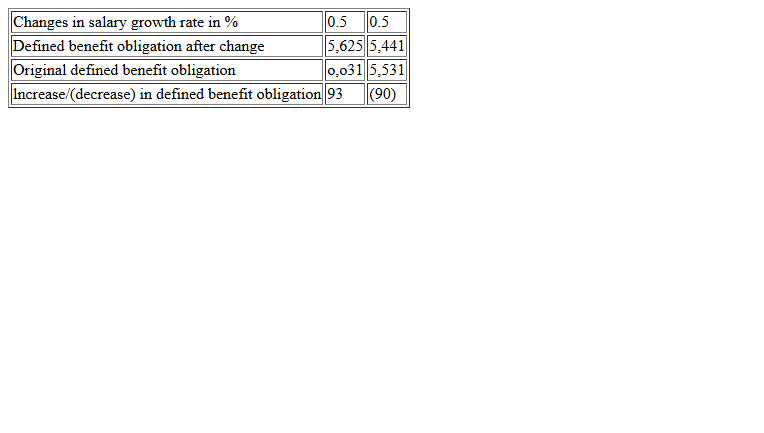 Changes in salary growth rate in % 0.5 0.5
Defined benefit obligation after change 5,625 5,441
Original defined benefit obligation o,o31 5,531
lncrease/(decrease) in defined benefit obligation 93 (90)